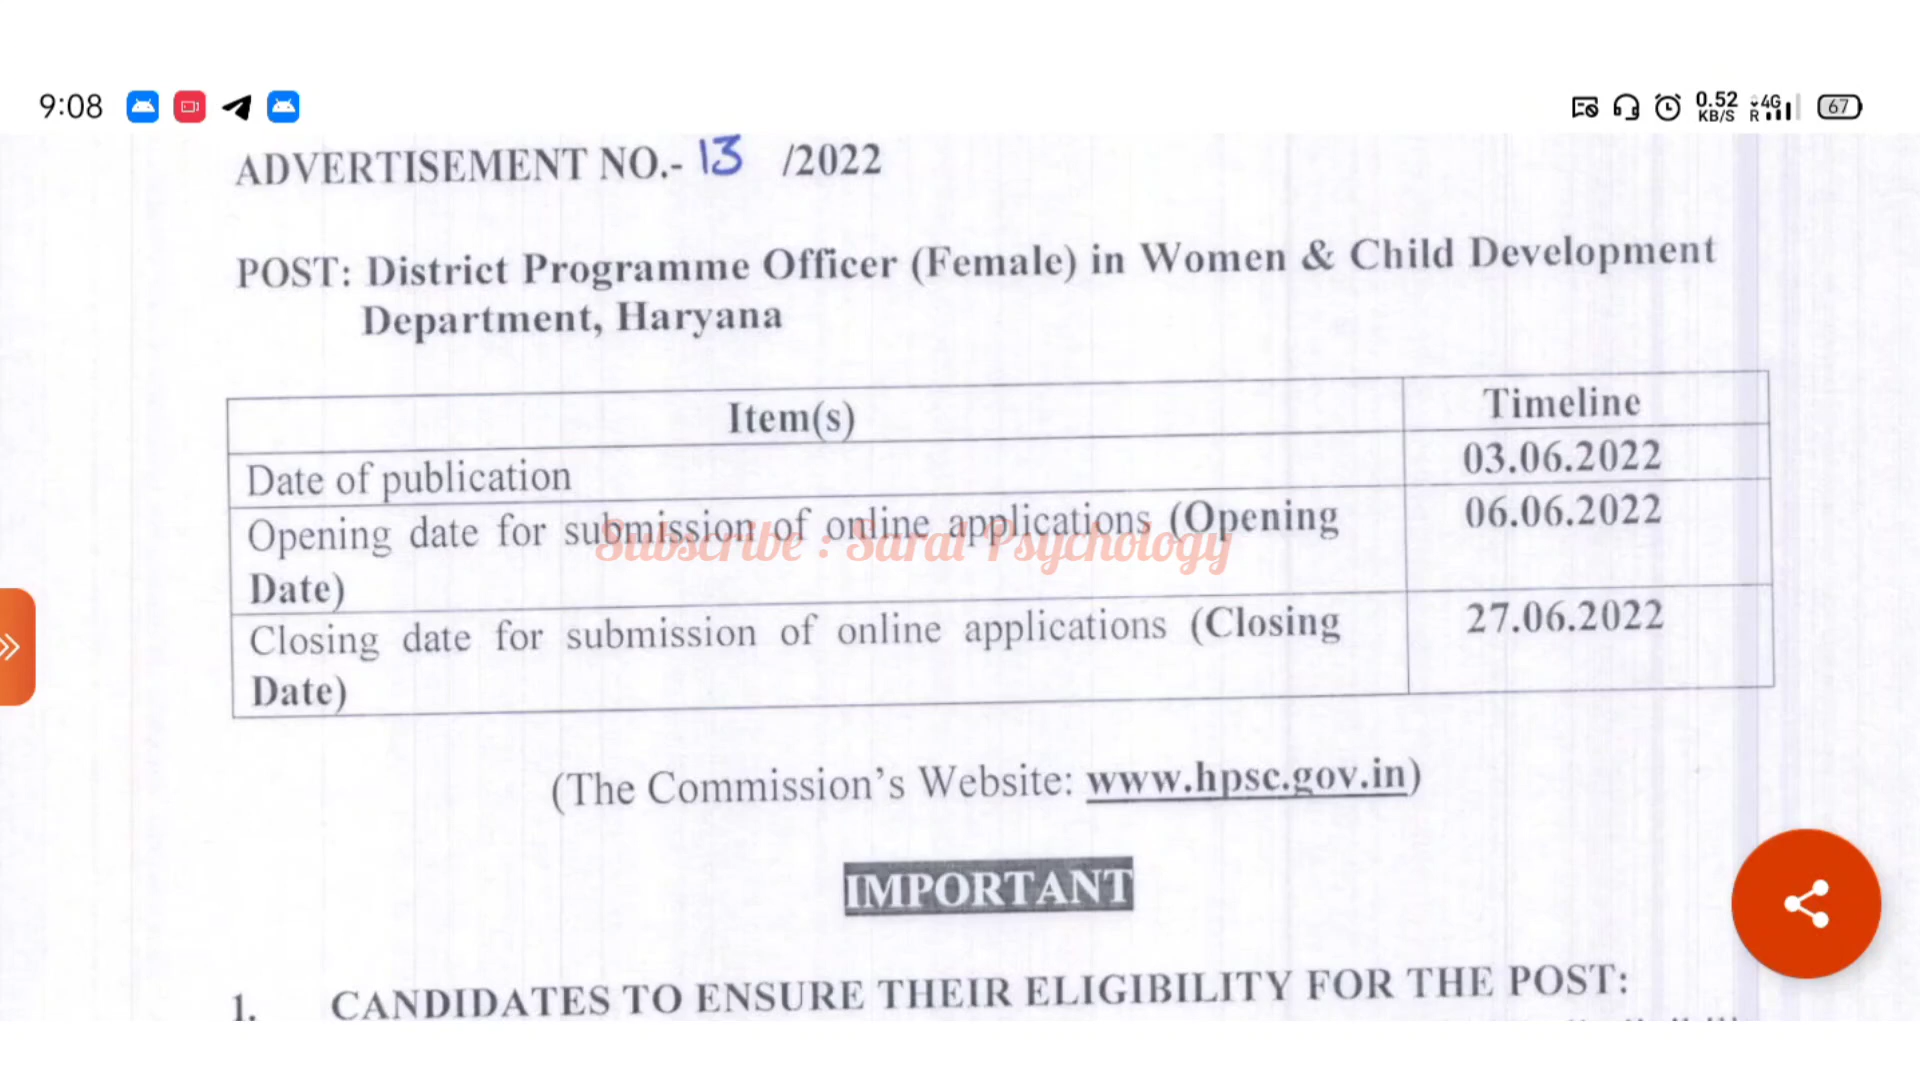 9:08
0.52 KB/S 4G R 67
ADVERTISEMENT NO.- 13 /2022
POST: District Programme Officer (Female) in Women & Child Development
Department, Haryana
Item(s) Timeline
Date of publication 03.06.2022
Opening date for submission of online applications (Opening 06.06.2022
Date)
Subscribe : Saral Psychology
Closing date for submission of online applications (Closing 27.06.2022
Date)
(The Commission's Website: www.hpsc.gov.in)
IMPORTANT
1. CANDIDATES TO ENSURE THEIR ELIGIBILITY FOR THE POST: